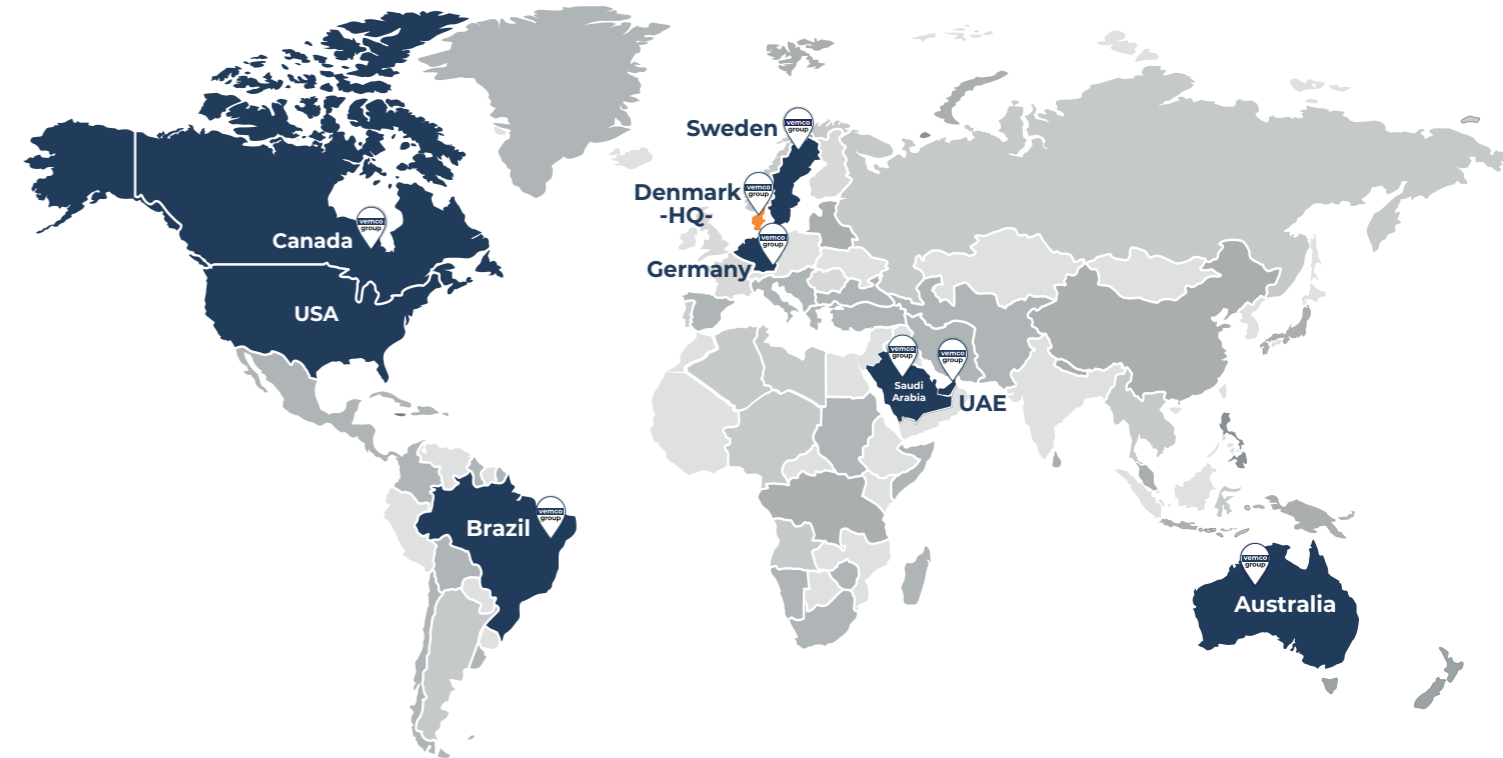 vemco
group
Sweden
vemco
group
Denmark
-HQ-
vemco
group
Germany
vemco
group
Canada
USA
vemco
group
Saudi
Arabia
vemco
group
UAE
vemco
group
Brazil
vemco
group
Australia